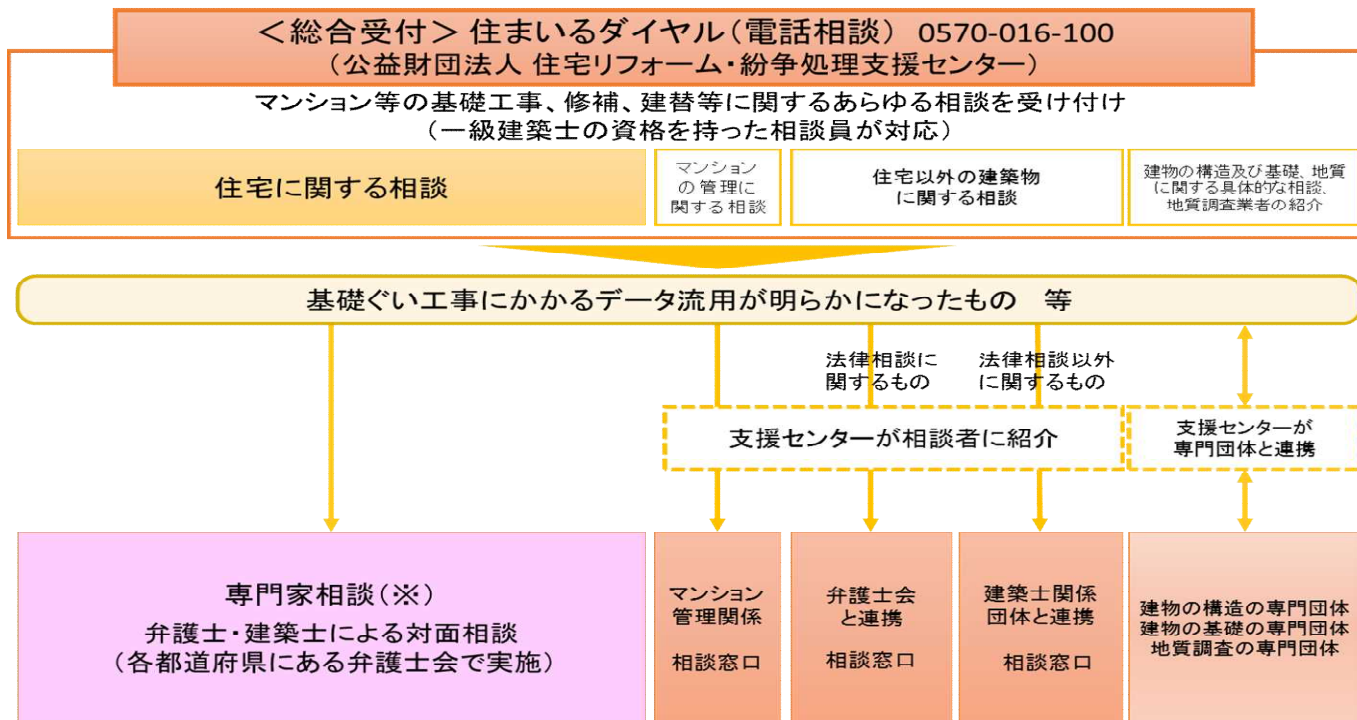 ＜総合受付＞ 住まいるダイヤル（電話相談） 0570-016-100
（公益財団法人 住宅リフォーム・紛争処理支援センター）
マンション等の基礎工事、修補、建替等に関するあらゆる相談を受け付け
（一級建築士の資格を持った相談員が対応）
住宅に関する相談
マンション
の管理に
関する相談
住宅以外の建築物
に関する相談
建物の構造及び基礎、地質
に関する具体的な相談、
地質調査業者の紹介
基礎ぐい工事にかかるデータ流用が明らかになったもの　等
法律相談に
関するもの
法律相談以外
に関するもの
支援センターが相談者に紹介
支援センターが
専門団体と連携
専門家相談（※）
弁護士・建築士による対面相談
（各都道府県にある弁護士会で実施）
マンション
管理関係
相談窓口
弁護士会
と連携
相談窓口
建築士関係
団体と連携
相談窓口
建物の構造の専門団体
建物の基礎の専門団体
地質調査の専門団体